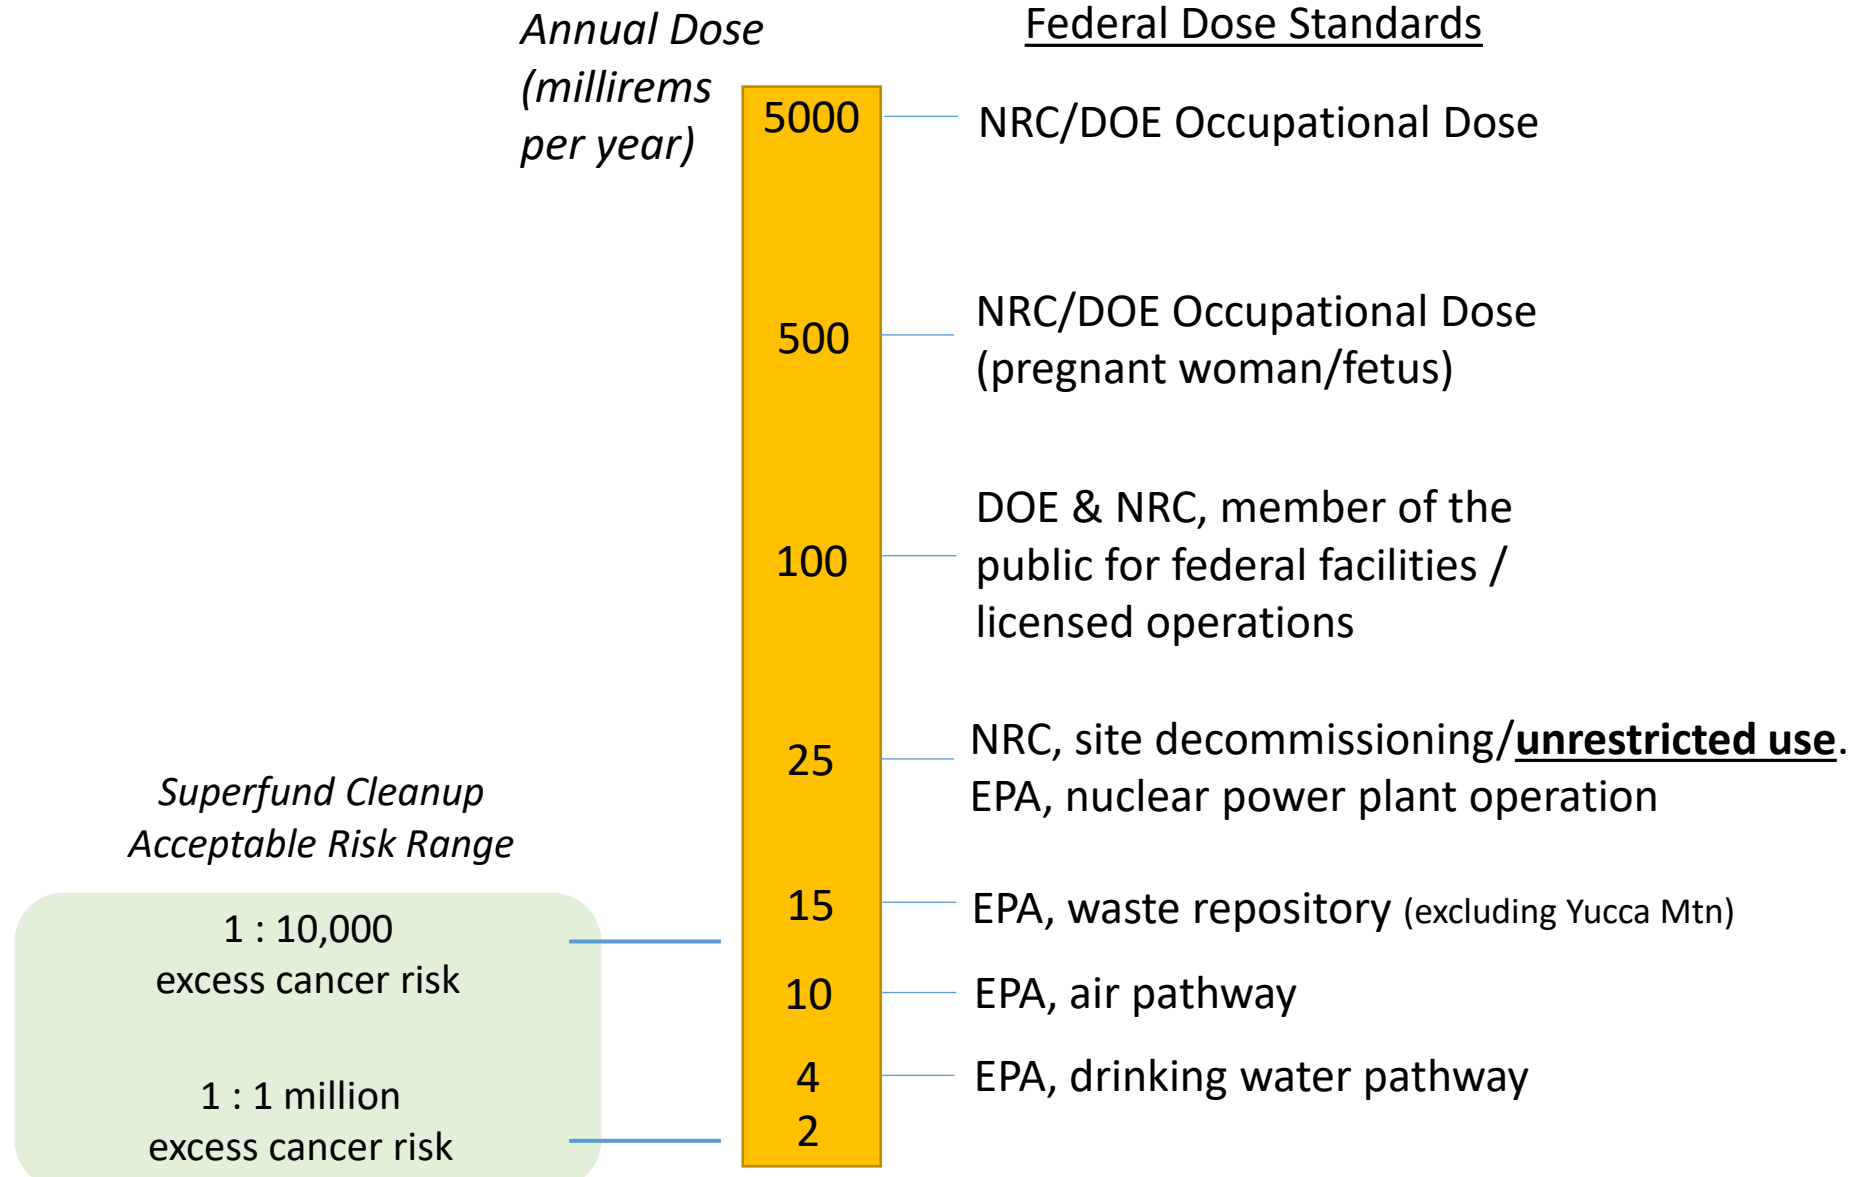 Annual Dose
(millirems
per year)
Federal Dose Standards
5000
NRC/DOE Occupational Dose
500
NRC/DOE Occupational Dose
(pregnant woman/fetus)
100
DOE & NRC, member of the
public for federal facilities /
licensed operations
25
NRC, site decommissioning/unrestricted use.
EPA, nuclear power plant operation
Superfund Cleanup
Acceptable Risk Range
15
EPA, waste repository (excluding Yucca Mtn)
1 : 10,000
excess cancer risk
10
EPA, air pathway
4
EPA, drinking water pathway
1 : 1 million
excess cancer risk
2